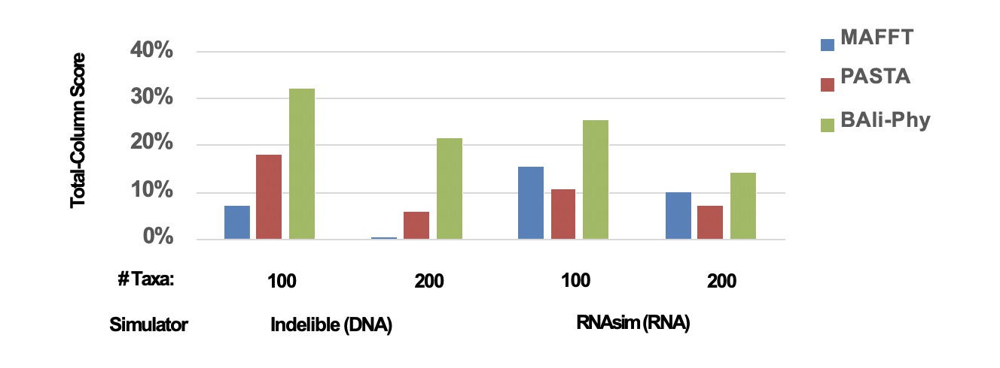 Total-Column Score
40%
30%
20%
10%
0%
MAFFT
PASTA
BAli-Phy
# Taxa: 100 200 100 200
Simulator Indelible (DNA) RNAsim (RNA)